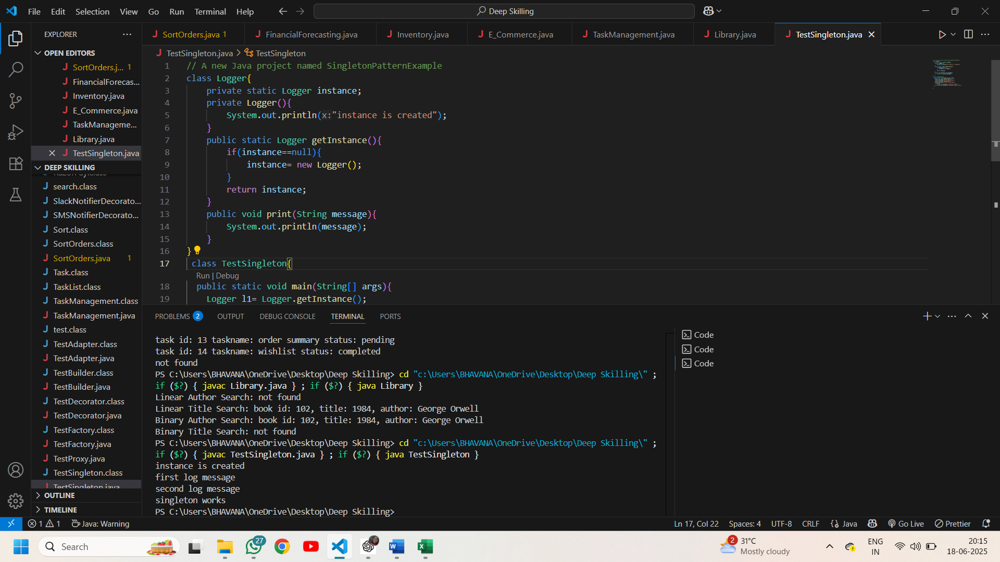 File Edit Selection View Go Run Terminal Help
Deep Skilling
EXPLORER
OPEN EDITORS
SortOrders.j... 1
FinancialForecas...
Inventory.java
E_Commerce.java
TaskManageme...
Library.java
TestSingleton.java
DEEP SKILLING
search.class
SlackNotifierDecorato...
SMSNotifierDecorato...
Sort.class
SortOrders.class
SortOrders.java 1
Task.class
TaskList.class
TaskManagement.class
TaskManagement.java
test.class
TestAdapter.class
TestAdapter.java
TestBuilder.class
TestBuilder.java
TestDecorator.class
TestDecorator.java
TestFactory.class
TestFactory.java
TestProxy.java
TestSingleton.class
TestSingleton.java
OUTLINE
TIMELINE
SortOrders.java 1 FinancialForecasting.java Inventory.java E_Commerce.java TaskManagement.java Library.java TestSingleton.java
TestSingleton.java > TestSingleton
1 // A new Java project named SingletonPatternExample
2 class Logger{
3 private static Logger instance;
4 private Logger(){
5 System.out.println(x:"instance is created");
6 }
7 public static Logger getInstance(){
8 if(instance==null){
9 instance= new Logger();
10 }
11 return instance;
12 }
13 public void print(String message){
14 System.out.println(message);
15 }
16 }
17 class TestSingleton{
Run | Debug
18 public static void main(String[] args){
19 Logger l1= Logger.getInstance();
PROBLEMS 2 OUTPUT DEBUG CONSOLE TERMINAL PORTS
task id: 13 taskname: order summary status: pending
task id: 14 taskname: wishlist status: completed
not found
PS C:\Users\BHAVANA\OneDrive\Desktop\Deep Skilling> cd "c:\Users\BHAVANA\OneDrive\Desktop\Deep Skilling\" ;
if ($?) { javac Library.java } ; if ($?) { java Library }
Linear Author Search: not found
Linear Title Search: book id: 102, title: 1984, author: George Orwell
Binary Author Search: book id: 102, title: 1984, author: George Orwell
Binary Title Search: not found
PS C:\Users\BHAVANA\OneDrive\Desktop\Deep Skilling> cd "c:\Users\BHAVANA\OneDrive\Desktop\Deep Skilling\" ;
if ($?) { javac TestSingleton.java } ; if ($?) { java TestSingleton }
instance is created
first log message
second log message
singleton works
PS C:\Users\BHAVANA\OneDrive\Desktop\Deep Skilling>
Code
Code
Code
1 1 Java: Warning
Ln 17, Col 22 Spaces: 4 UTF-8 CRLF Java Go Live Prettier
Search
27
2 31°C
Mostly cloudy
ENG
IN
20:15
18-06-2025